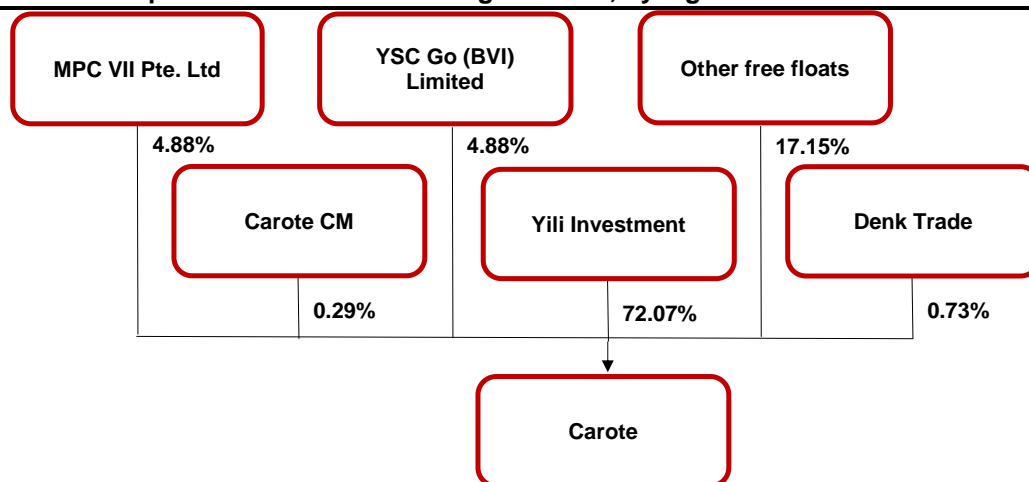 MPC VII Pte. Ltd
YSC Go (BVI)
Limited
Other free floats
4.88%
4.88%
17.15%
Carote CM
Yili Investment
Denk Trade
0.29%
72.07%
0.73%
Carote